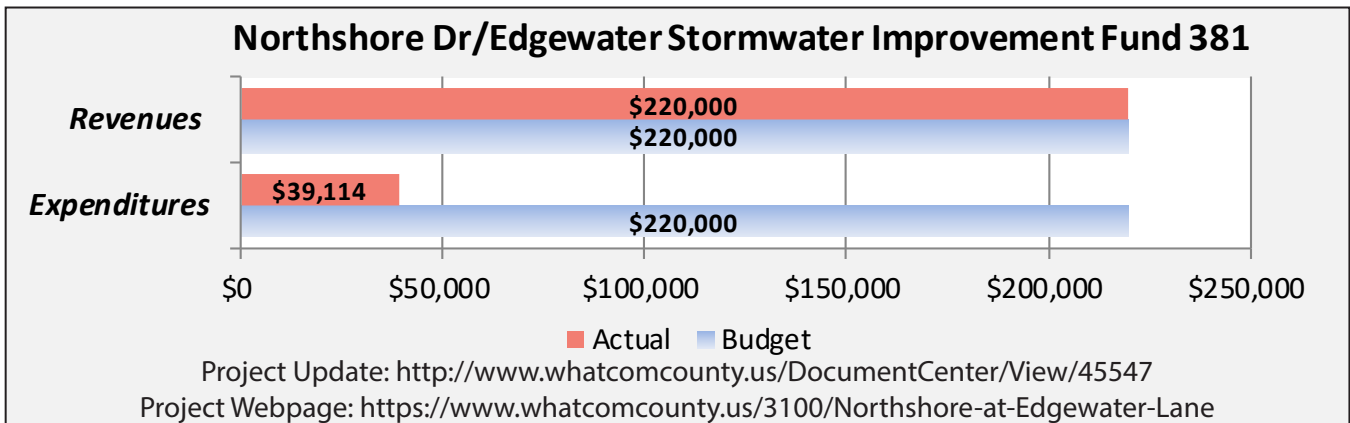 Northshore Dr/Edgewater Stormwater Improvement Fund 381
Revenues
$220,000
$220,000
Expenditures
$39,114
$220,000
$0 $50,000 $100,000 $150,000 $200,000 $250,000
Actual Budget
Project Update: http://www.whatcomcounty.us/DocumentCenter/View/45547
Project Webpage: https://www.whatcomcounty.us/3100/Northshore-at-Edgewater-Lane